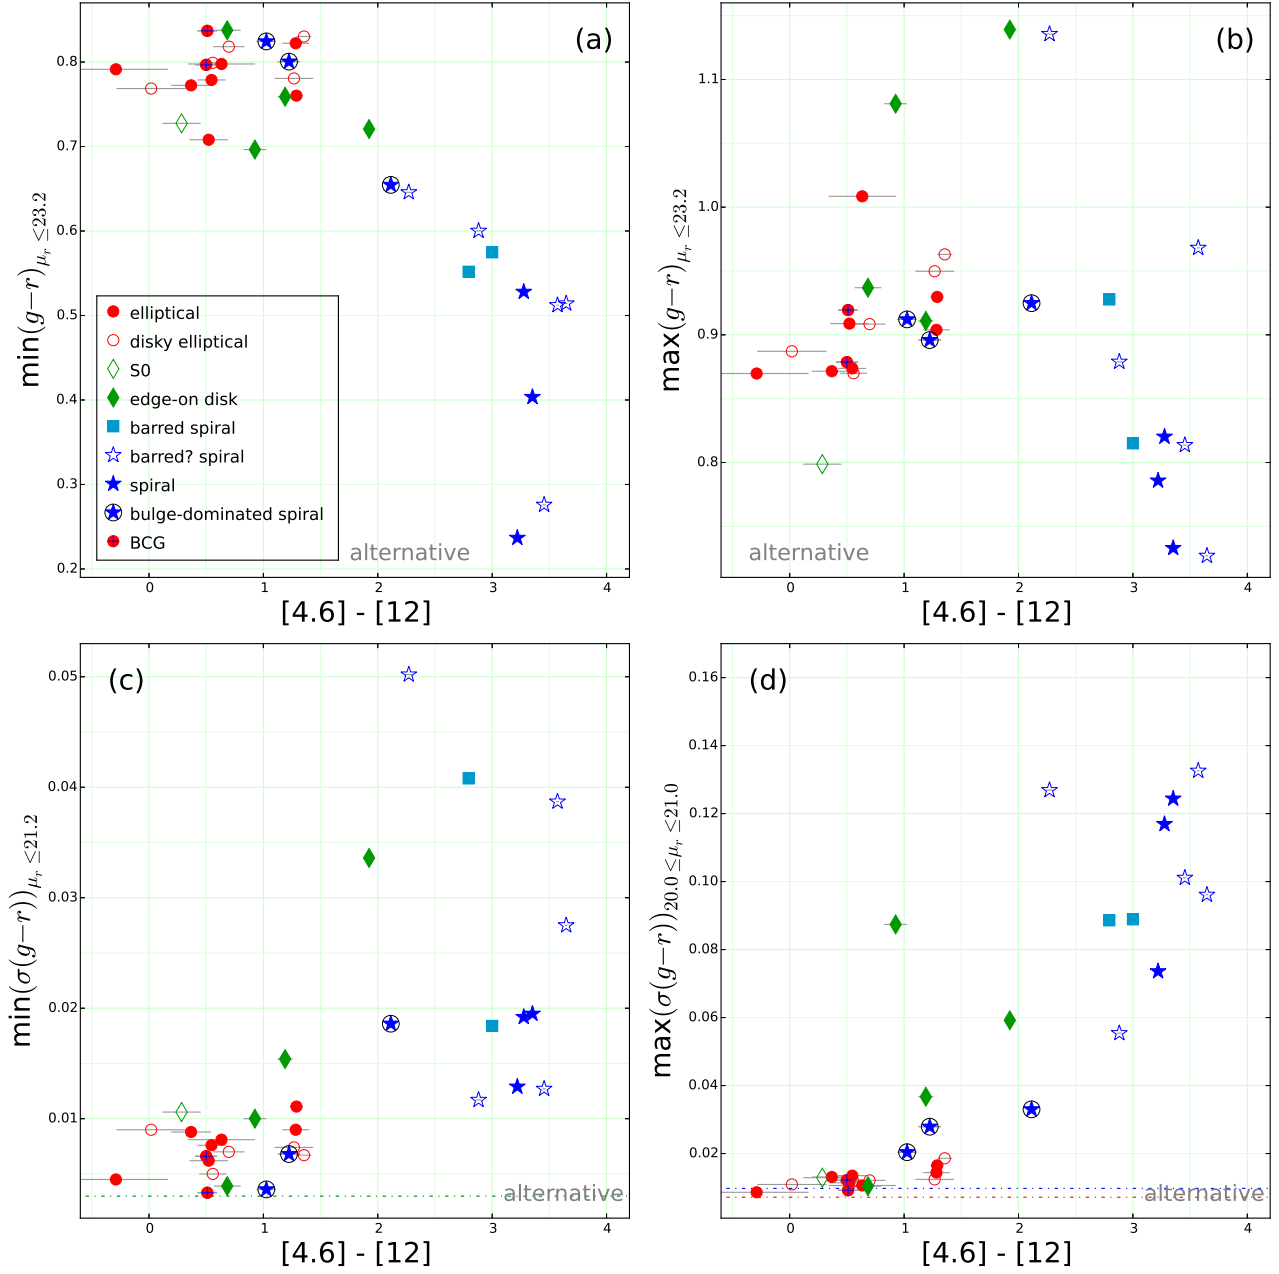 (a)
min(g−r)μr ≤23.2
0.8
0.7
0.6
0.5
0.4
0.3
0.2
elliptical
disky elliptical
S0
edge-on disk
barred spiral
barred? spiral
spiral
bulge-dominated spiral
BCG
alternative
0 1 2 3 4
[4.6] - [12]
(b)
max(g−r)μr ≤23.2
1.1
1.0
0.9
0.8
alternative
0 1 2 3 4
[4.6] - [12]
(c)
min(σ(g−r))μr ≤21.2
0.05
0.04
0.03
0.02
0.01
alternative
0 1 2 3 4
[4.6] - [12]
(d)
max(σ(g−r))20.0≤μr ≤21.0
0.16
0.14
0.12
0.10
0.08
0.06
0.04
0.02
alternative
0 1 2 3 4
[4.6] - [12]